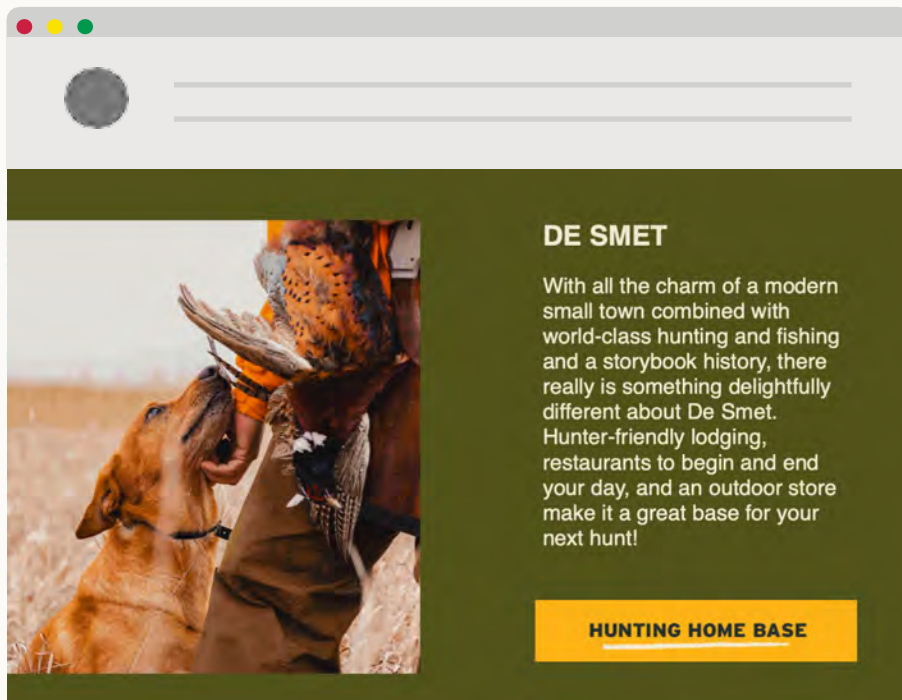 DE SMET
With all the charm of a modern
small town combined with
world-class hunting and fishing
and a storybook history, there
really is something delightfully
different about De Smet.
Hunter-friendly lodging,
restaurants to begin and end
your day, and an outdoor store
make it a great base for your
next hunt!
HUNTING HOME BASE